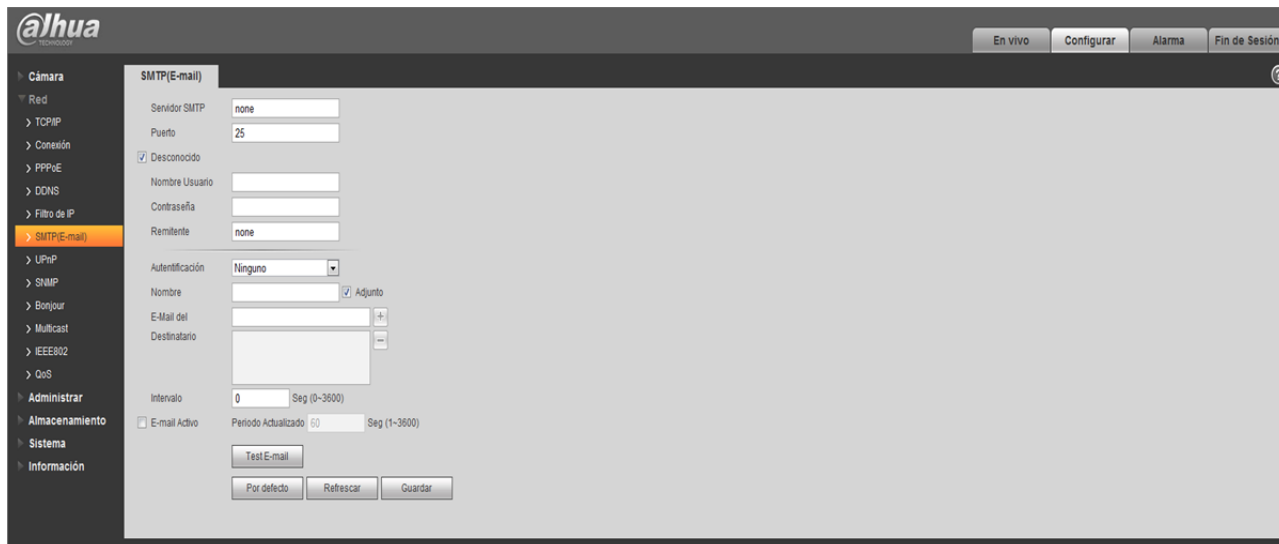 alhua
TECHNOLOGY
En vivo
Configurar
Alarma
Fin de Sesión
Cámara
Red
TCP/IP
Conexión
PPPoE
DDNS
Filtro de IP
SMTP(E-mail)
UPnP
SNMP
Bonjour
Multicast
IEEE802
QoS
Administrar
Almacenamiento
Sistema
Información
SMTP(E-mail)
Servidor SMTP none
Puerto 25
Desconocido
Nombre Usuario
Contraseña
Remitente none
Autentificación Ninguno
Nombre Adjunto
E-Mail del +
Destinatario −
Intervalo 0 Seg (0~3600)
E-mail Activo Periodo Actualizado 60 Seg (1~3600)
Test E-mail
Por defecto Refrescar Guardar